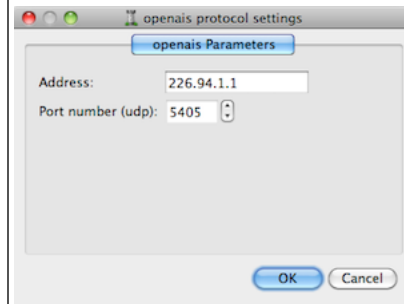 openais protocol settings
openais Parameters
Address: 226.94.1.1
Port number (udp): 5405
OK Cancel